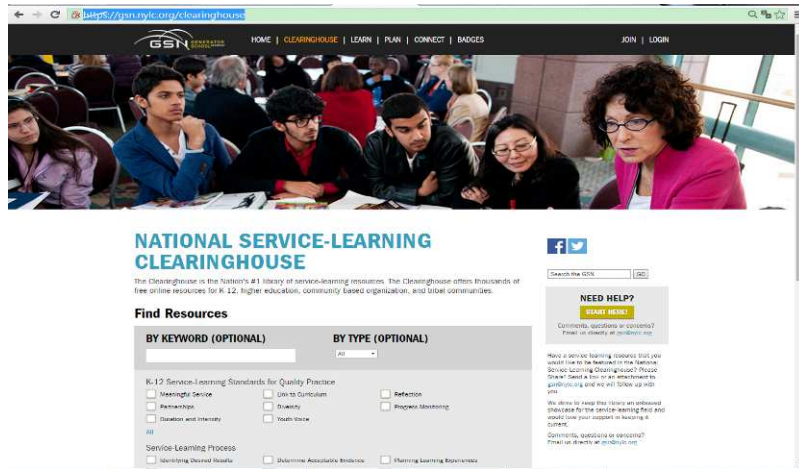 https://gsn.nylc.org/clearinghouse
GSN GENERATOR SCHOOL
HOME | CLEARINGHOUSE | LEARN | PLAN | CONNECT | BADGES
JOIN | LOGIN
NATIONAL SERVICE-LEARNING
CLEARINGHOUSE
The Clearinghouse is the Nation's #1 library of service-learning resources. The Clearinghouse offers thousands of
free online resources for K-12, higher education, community based organization, and tribal communities.
Find Resources
BY KEYWORD (OPTIONAL)
BY TYPE (OPTIONAL)
All
K-12 Service-Learning Standards for Quality Practice
Meaningful Service
Link to Curriculum
Reflection
Partnerships
Diversity
Progress Monitoring
Duration and Intensity
Youth Voice
All
Service-Learning Process
Identifying Desired Results
Determine Acceptable Evidence
Planning Learning Experiences
Search the GSN
GO
NEED HELP?
START HERE!
Comments, questions or concerns?
Email us directly at gsn@nylc.org
Have a service-learning resource that you
would like to be featured in the National
Service-Learning Clearinghouse? Please
Share! Send a link or an attachment to
gsn@nylc.org and we will follow up with
you.
We strive to keep this library an unbiased
showcase for the service-learning field and
would love your support in keeping it
current.
Comments, questions or concerns?
Email us directly at gsn@nylc.org